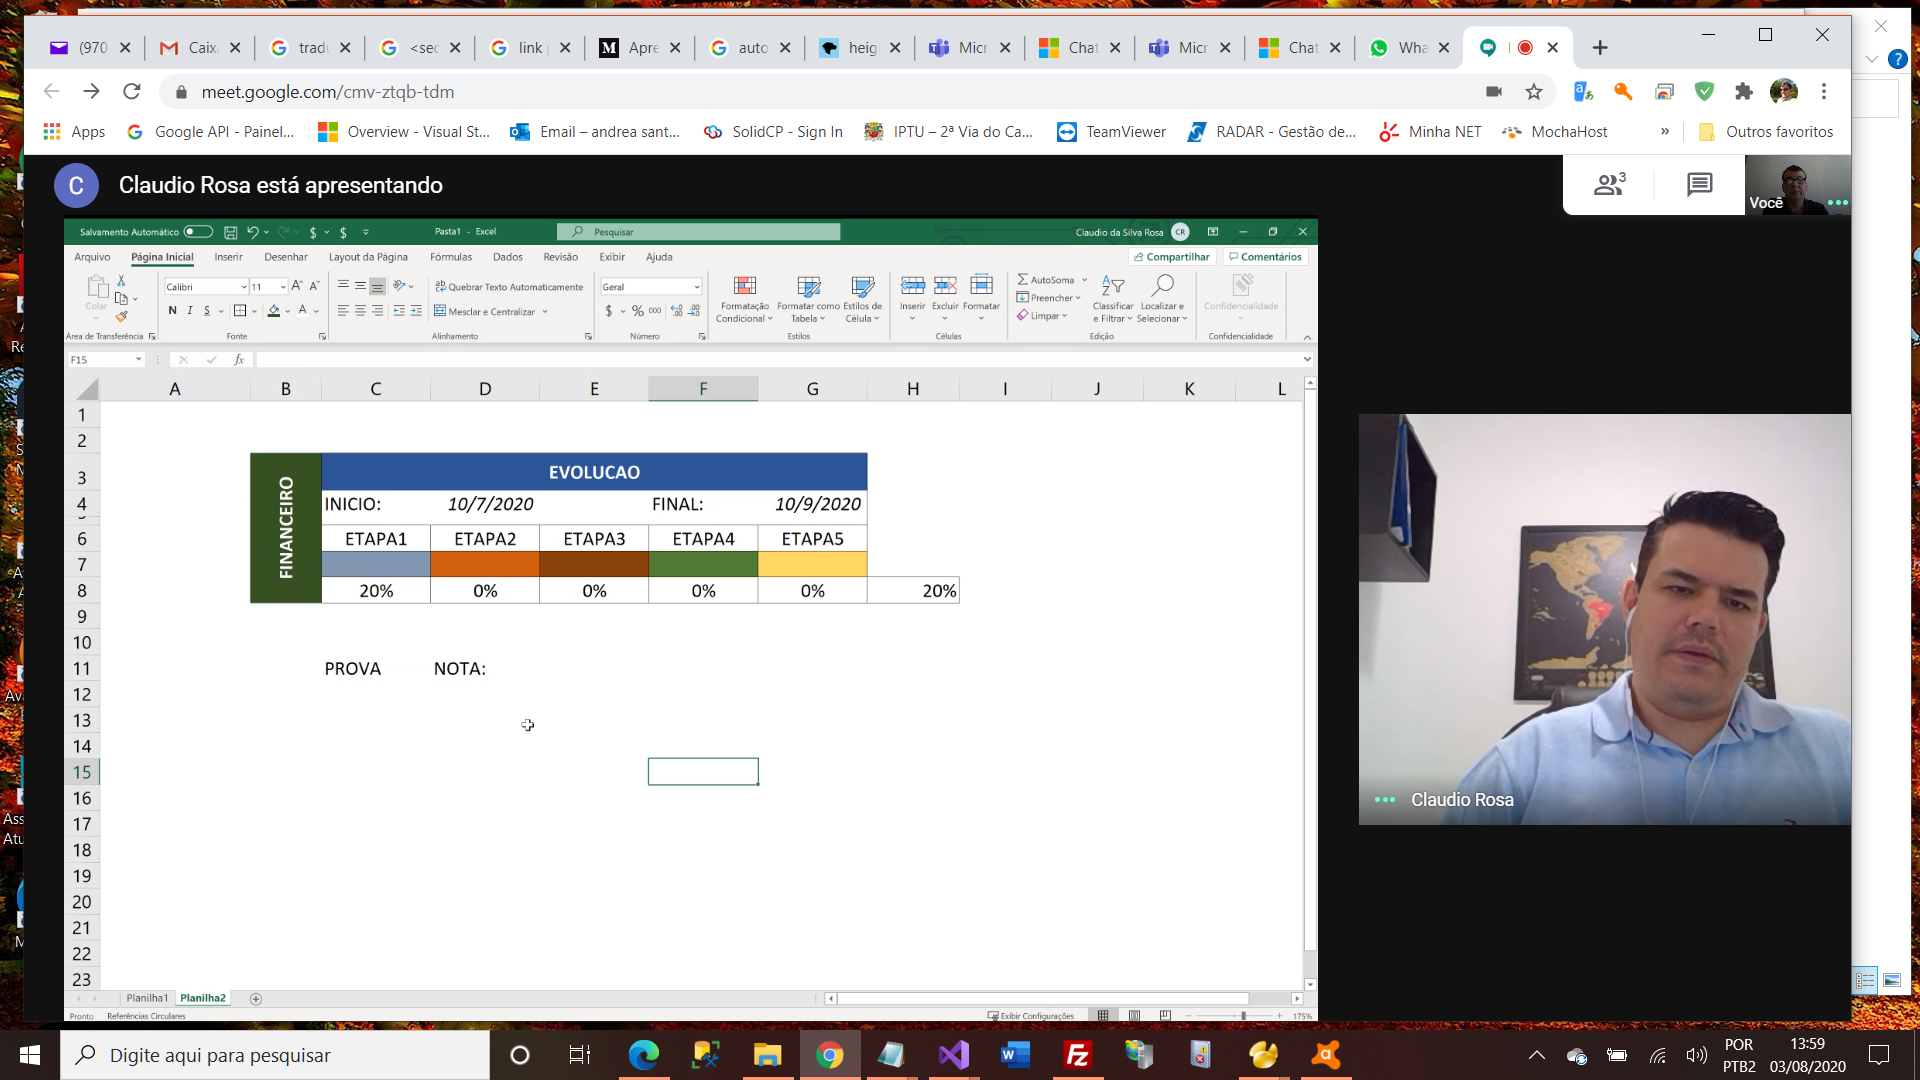 (970
Caix
trad
<sec
link
Apre
auto
heig
Micr
Chat
Micr
Chat
Wha
meet.google.com/cmv-ztqb-tdm
Apps
Google API - Painel...
Overview - Visual St...
Email – andrea sant...
SolidCP - Sign In
IPTU – 2ª Via do Ca...
TeamViewer
RADAR - Gestão de...
Minha NET
MochaHost
»
Outros favoritos
C
Claudio Rosa está apresentando
3
Você
Salvamento Automático
Pasta1 - Excel
Pesquisar
Claudio da Silva Rosa
CR
Arquivo
Página Inicial
Inserir
Desenhar
Layout da Página
Fórmulas
Dados
Revisão
Exibir
Ajuda
Compartilhar
Comentários
Colar
Calibri
11
N I S
Quebrar Texto Automaticamente
Mesclar e Centralizar
Geral
$ % 000
Formatação Condicional
Formatar como Tabela
Estilos de Célula
Inserir
Excluir
Formatar
AutoSoma
Preencher
Limpar
Classificar e Filtrar
Localizar e Selecionar
Confidencialidade
Área de Transferência
Fonte
Alinhamento
Número
Estilos
Células
Edição
Confidencialidade
F15
fx
A B C D E F G H I J K L
1
2
3
4
6
7
8
9
10
11
12
13
14
15
16
17
18
19
20
21
22
23
FINANCEIRO
EVOLUCAO
INICIO: 10/7/2020 FINAL: 10/9/2020
ETAPA1 ETAPA2 ETAPA3 ETAPA4 ETAPA5
20% 0% 0% 0% 0% 20%
PROVA NOTA:
Claudio Rosa
Planilha1
Planilha2
Pronto
Referências Circulares
Exibir Configurações
175%
Digite aqui para pesquisar
POR
PTB2
13:59
03/08/2020